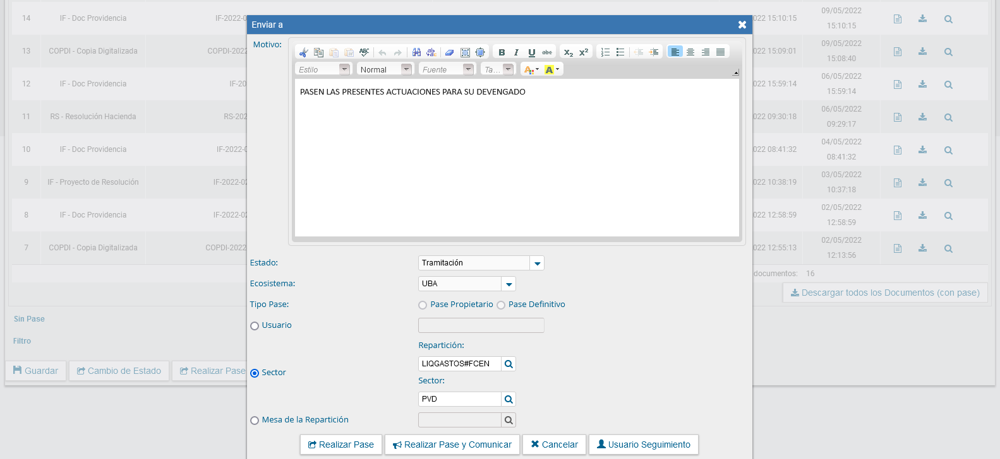 14 IF - Doc Providencia IF-2022-0 022 15:10:15 09/05/2022 15:10:15
Enviar a
Motivo:
13 COPDI - Copia Digitalizada COPDI-2022 022 15:09:01 09/05/2022 15:08:40
Estilo Normal Fuente Ta...
12 IF - Doc Providencia IF-20 022 15:59:14 06/05/2022 15:59:14
PASEN LAS PRESENTES ACTUACIONES PARA SU DEVENGADO
11 RS - Resolución Hacienda RS-202 022 09:30:18 06/05/2022 09:29:17
10 IF - Doc Providencia IF-2022-0 022 08:41:32 04/05/2022 08:41:32
9 IF - Proyecto de Resolución IF-2022-02 022 10:38:19 03/05/2022 10:37:18
8 IF - Doc Providencia IF-2022-02 022 12:58:59 02/05/2022 12:58:59
7 COPDI - Copia Digitalizada COPDI-2022 022 12:55:13 02/05/2022 12:13:56
Estado: Tramitación
documentos: 16
Ecosistema: UBA
Descargar todos los Documentos (con pase)
Tipo Pase: Pase Propietario Pase Definitivo
Sin Pase
Usuario
Filtro
Repartición:
LIQGASTOS#FCEN
Guardar Cambio de Estado Realizar Pase
Sector
Sector:
PVD
Mesa de la Repartición
Realizar Pase Realizar Pase y Comunicar Cancelar Usuario Seguimiento